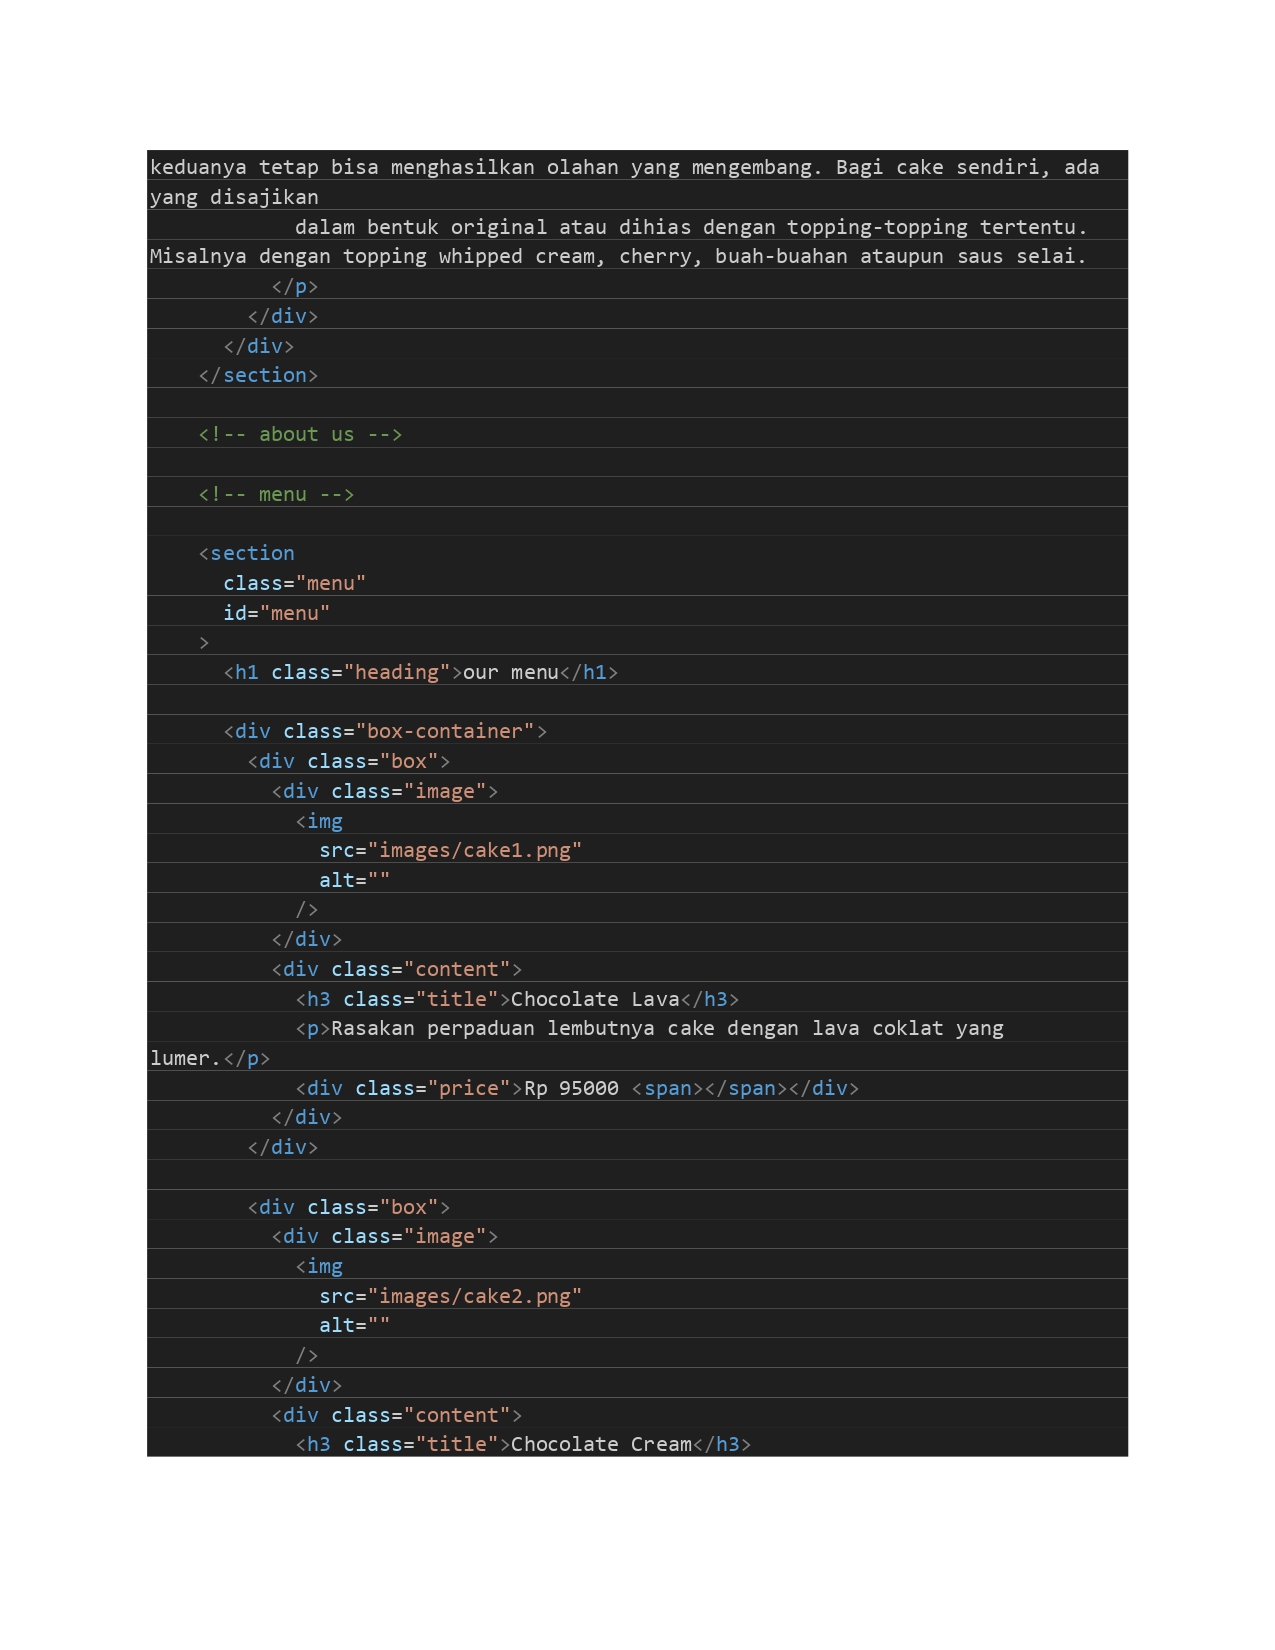 keduanya tetap bisa menghasilkan olahan yang mengembang. Bagi cake sendiri, ada
yang disajikan
            dalam bentuk original atau dihias dengan topping-topping tertentu.
Misalnya dengan topping whipped cream, cherry, buah-buahan ataupun saus selai.
          </p>
        </div>
      </div>
    </section>

    <!-- about us -->

    <!-- menu -->

    <section
      class="menu"
      id="menu"
    >
      <h1 class="heading">our menu</h1>

      <div class="box-container">
        <div class="box">
          <div class="image">
            <img
              src="images/cake1.png"
              alt=""
            />
          </div>
          <div class="content">
            <h3 class="title">Chocolate Lava</h3>
            <p>Rasakan perpaduan lembutnya cake dengan lava coklat yang
lumer.</p>
            <div class="price">Rp 95000 <span></span></div>
          </div>
        </div>

        <div class="box">
          <div class="image">
            <img
              src="images/cake2.png"
              alt=""
            />
          </div>
          <div class="content">
            <h3 class="title">Chocolate Cream</h3>